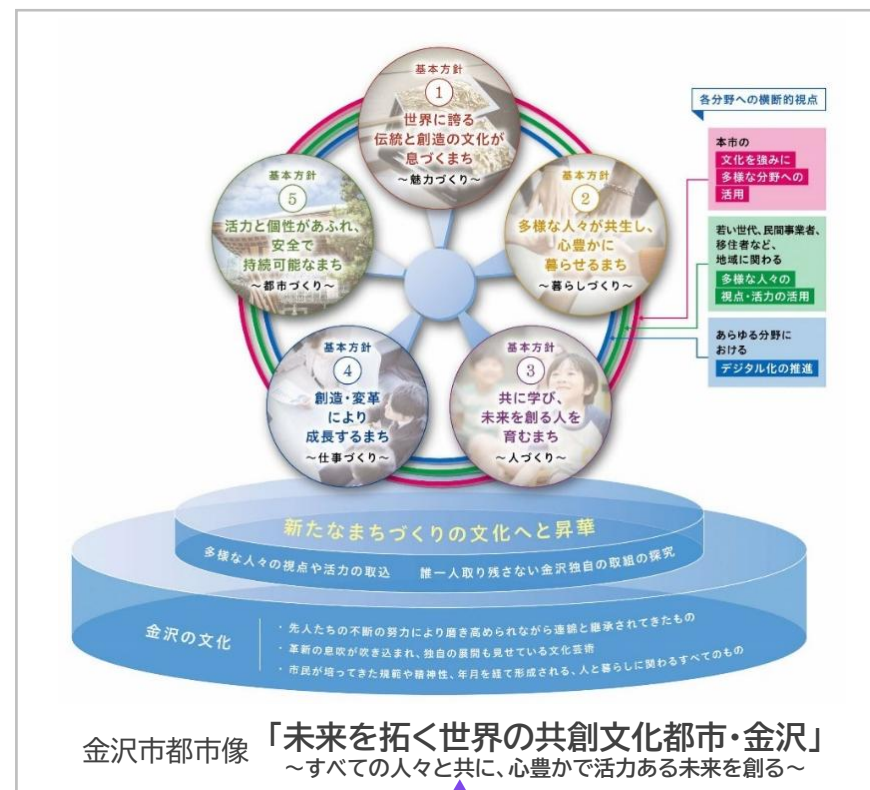 基本方針
1
世界に誇る
伝統と創造の文化が
息づくまち
～魅力づくり～
基本方針
2
多様な人々が共生し、
心豊かに
暮らせるまち
～暮らしづくり～
基本方針
3
共に学び、
未来を創る人を
育むまち
～人づくり～
基本方針
4
創造・変革
により
成長するまち
～仕事づくり～
基本方針
5
活力と個性があふれ、
安全で
持続可能なまち
～都市づくり～
各分野への横断的視点
本市の
文化を強みに
多様な分野への
活用
若い世代、民間事業者、
移住者など、
地域に関わる
多様な人々の
視点・活力の活用
あらゆる分野に
おける
デジタル化の推進
新たなまちづくりの文化へと昇華
多様な人々の視点や活力の取込 誰一人取り残さない金沢独自の取組の探究
金沢の文化
・先人たちの不断の努力により磨き高められながら連綿と継承されてきたもの
・革新の息吹が吹き込まれ、独自の展開も見せている文化芸術
・市民が培ってきた規範や精神性、年月を経て形成される、人と暮らしに関わるすべてのもの
金沢市都市像 「未来を拓く世界の共創文化都市・金沢」
～すべての人々と共に、心豊かで活力ある未来を創る～